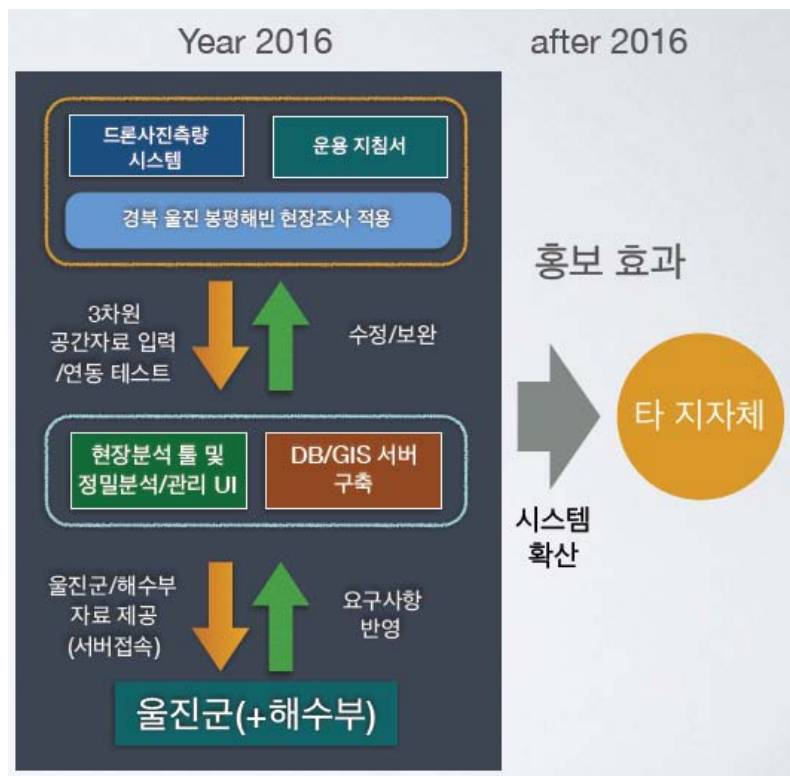 Year 2016
after 2016
드론사진측량
시스템
운용 지침서
경북 울진 봉평해빈 현장조사 적용
3차원
공간자료 입력
/연동 테스트
수정/보완
현장분석 툴 및
정밀분석/관리 UI
DB/GIS 서버
구축
울진군/해수부
자료 제공
(서버접속)
요구사항
반영
울진군(+해수부)
홍보 효과
시스템
확산
타 지자체